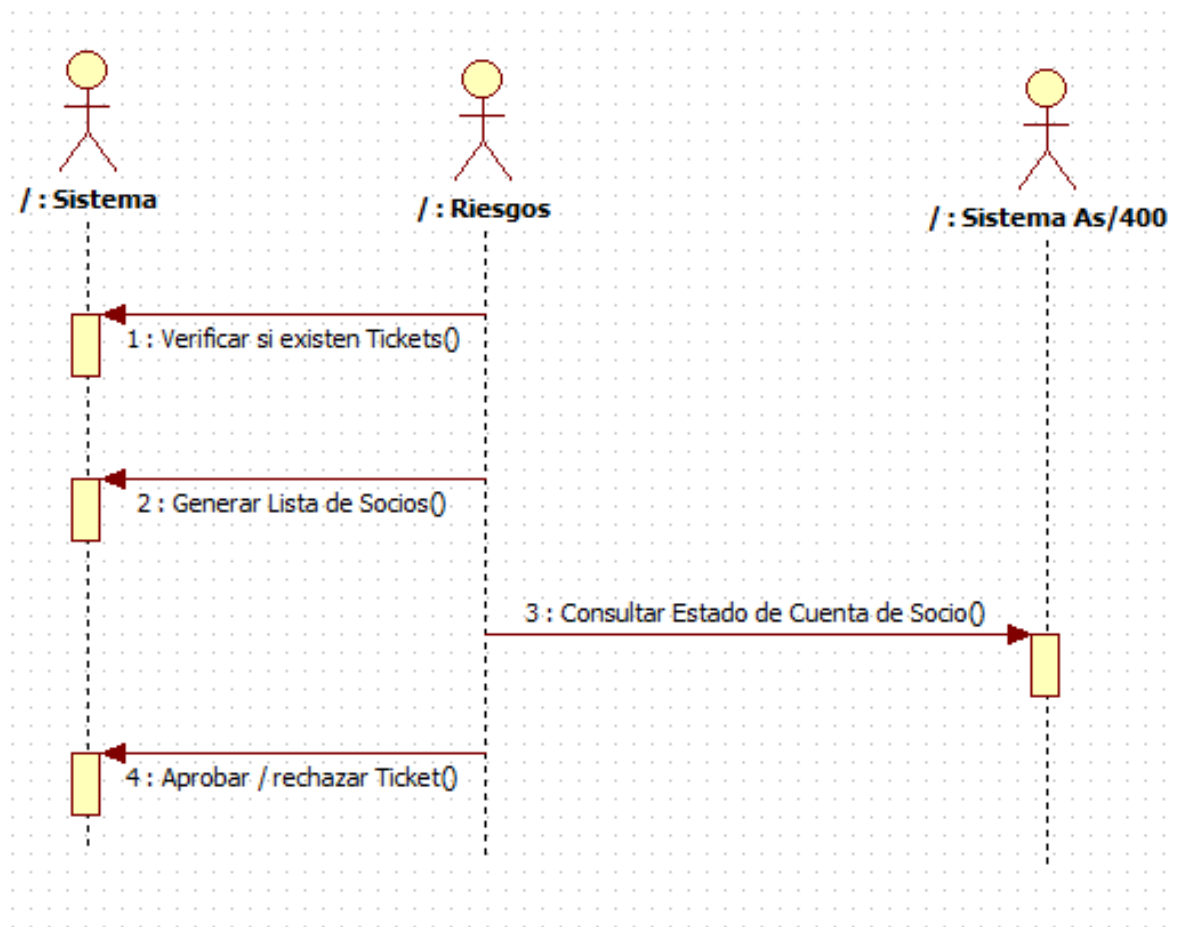 / : Sistema
/ : Riesgos
/ : Sistema As/400
1 : Verificar si existen Tickets()
2 : Generar Lista de Socios()
3 : Consultar Estado de Cuenta de Socio()
4 : Aprobar / rechazar Ticket()